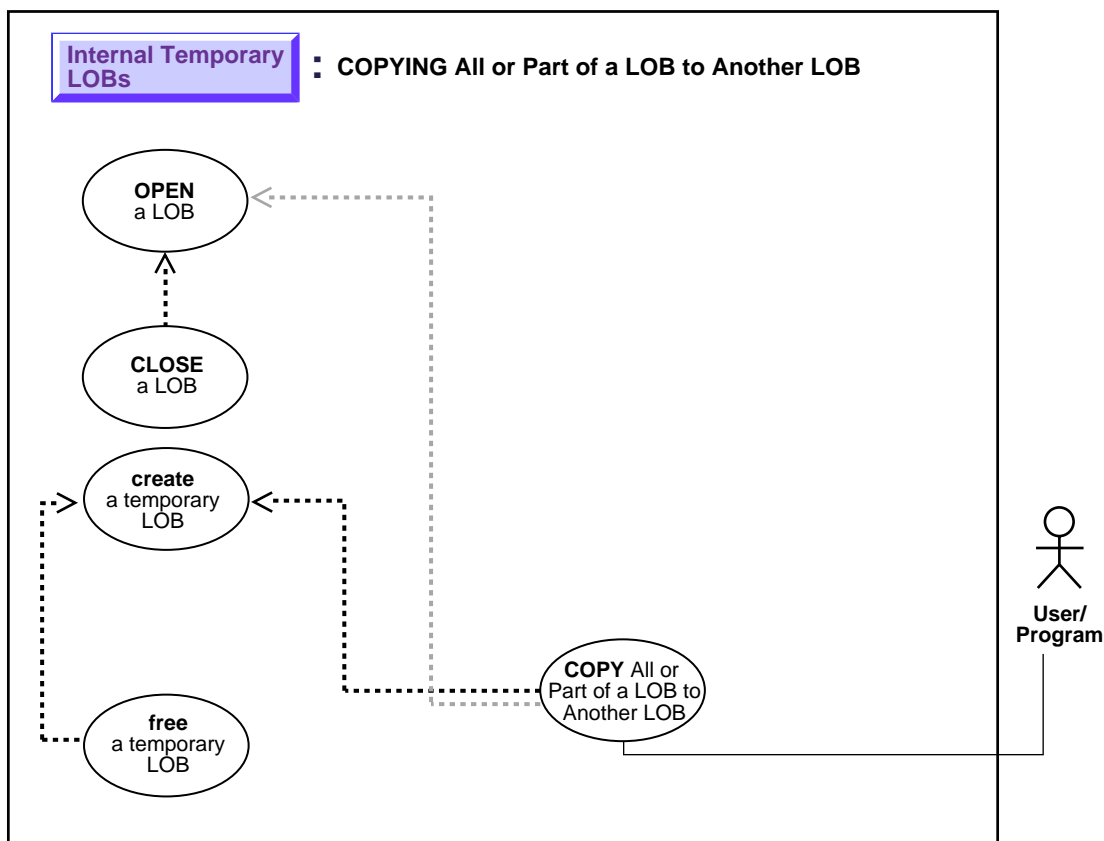 Internal Temporary
LOBs
: COPYING All or Part of a LOB to Another LOB
OPEN
a LOB
CLOSE
a LOB
create
a temporary
LOB
User/
Program
COPY All or
Part of a LOB to
Another LOB
free
a temporary
LOB